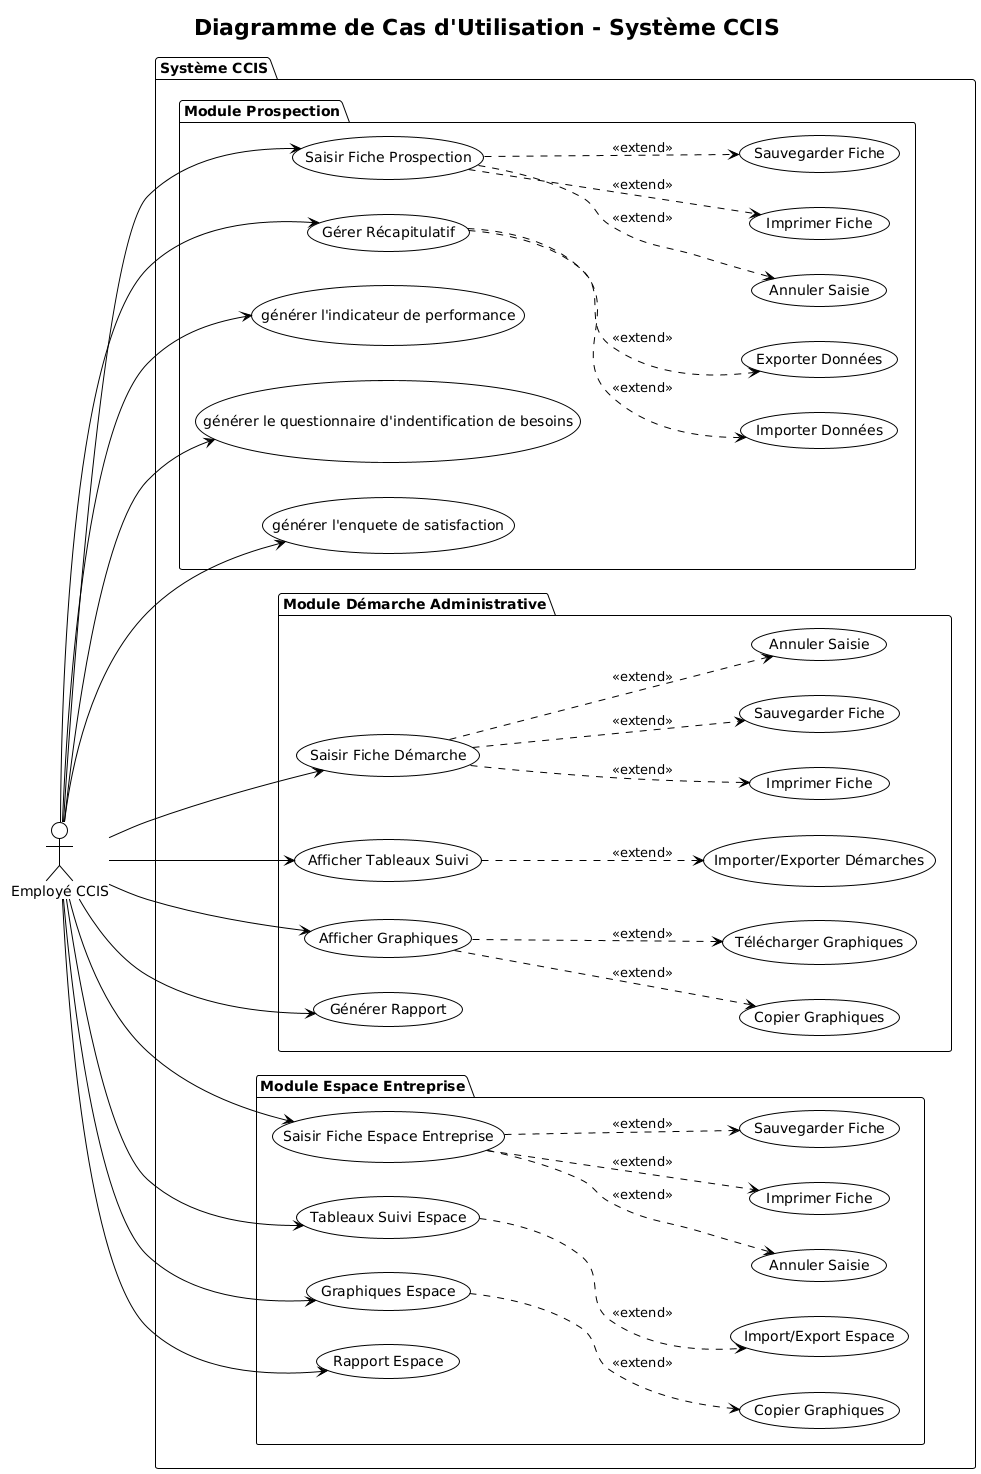 Diagramme de Cas d'Utilisation - Système CCIS
Système CCIS
Module Prospection
Saisir Fiche Prospection
«extend»
Sauvegarder Fiche
«extend»
Imprimer Fiche
«extend»
Gérer Récapitulatif
Annuler Saisie
générer l'indicateur de performance
«extend»
Exporter Données
«extend»
générer le questionnaire d'indentification de besoins
Importer Données
générer l'enquete de satisfaction
Module Démarche Administrative
Annuler Saisie
«extend»
Sauvegarder Fiche
«extend»
Saisir Fiche Démarche
«extend»
Imprimer Fiche
Afficher Tableaux Suivi
«extend»
Importer/Exporter Démarches
Employé CCIS
Afficher Graphiques
«extend»
Télécharger Graphiques
«extend»
Générer Rapport
Copier Graphiques
Module Espace Entreprise
Saisir Fiche Espace Entreprise
«extend»
Sauvegarder Fiche
«extend»
Imprimer Fiche
«extend»
Tableaux Suivi Espace
Annuler Saisie
Graphiques Espace
«extend»
Import/Export Espace
Rapport Espace
«extend»
Copier Graphiques